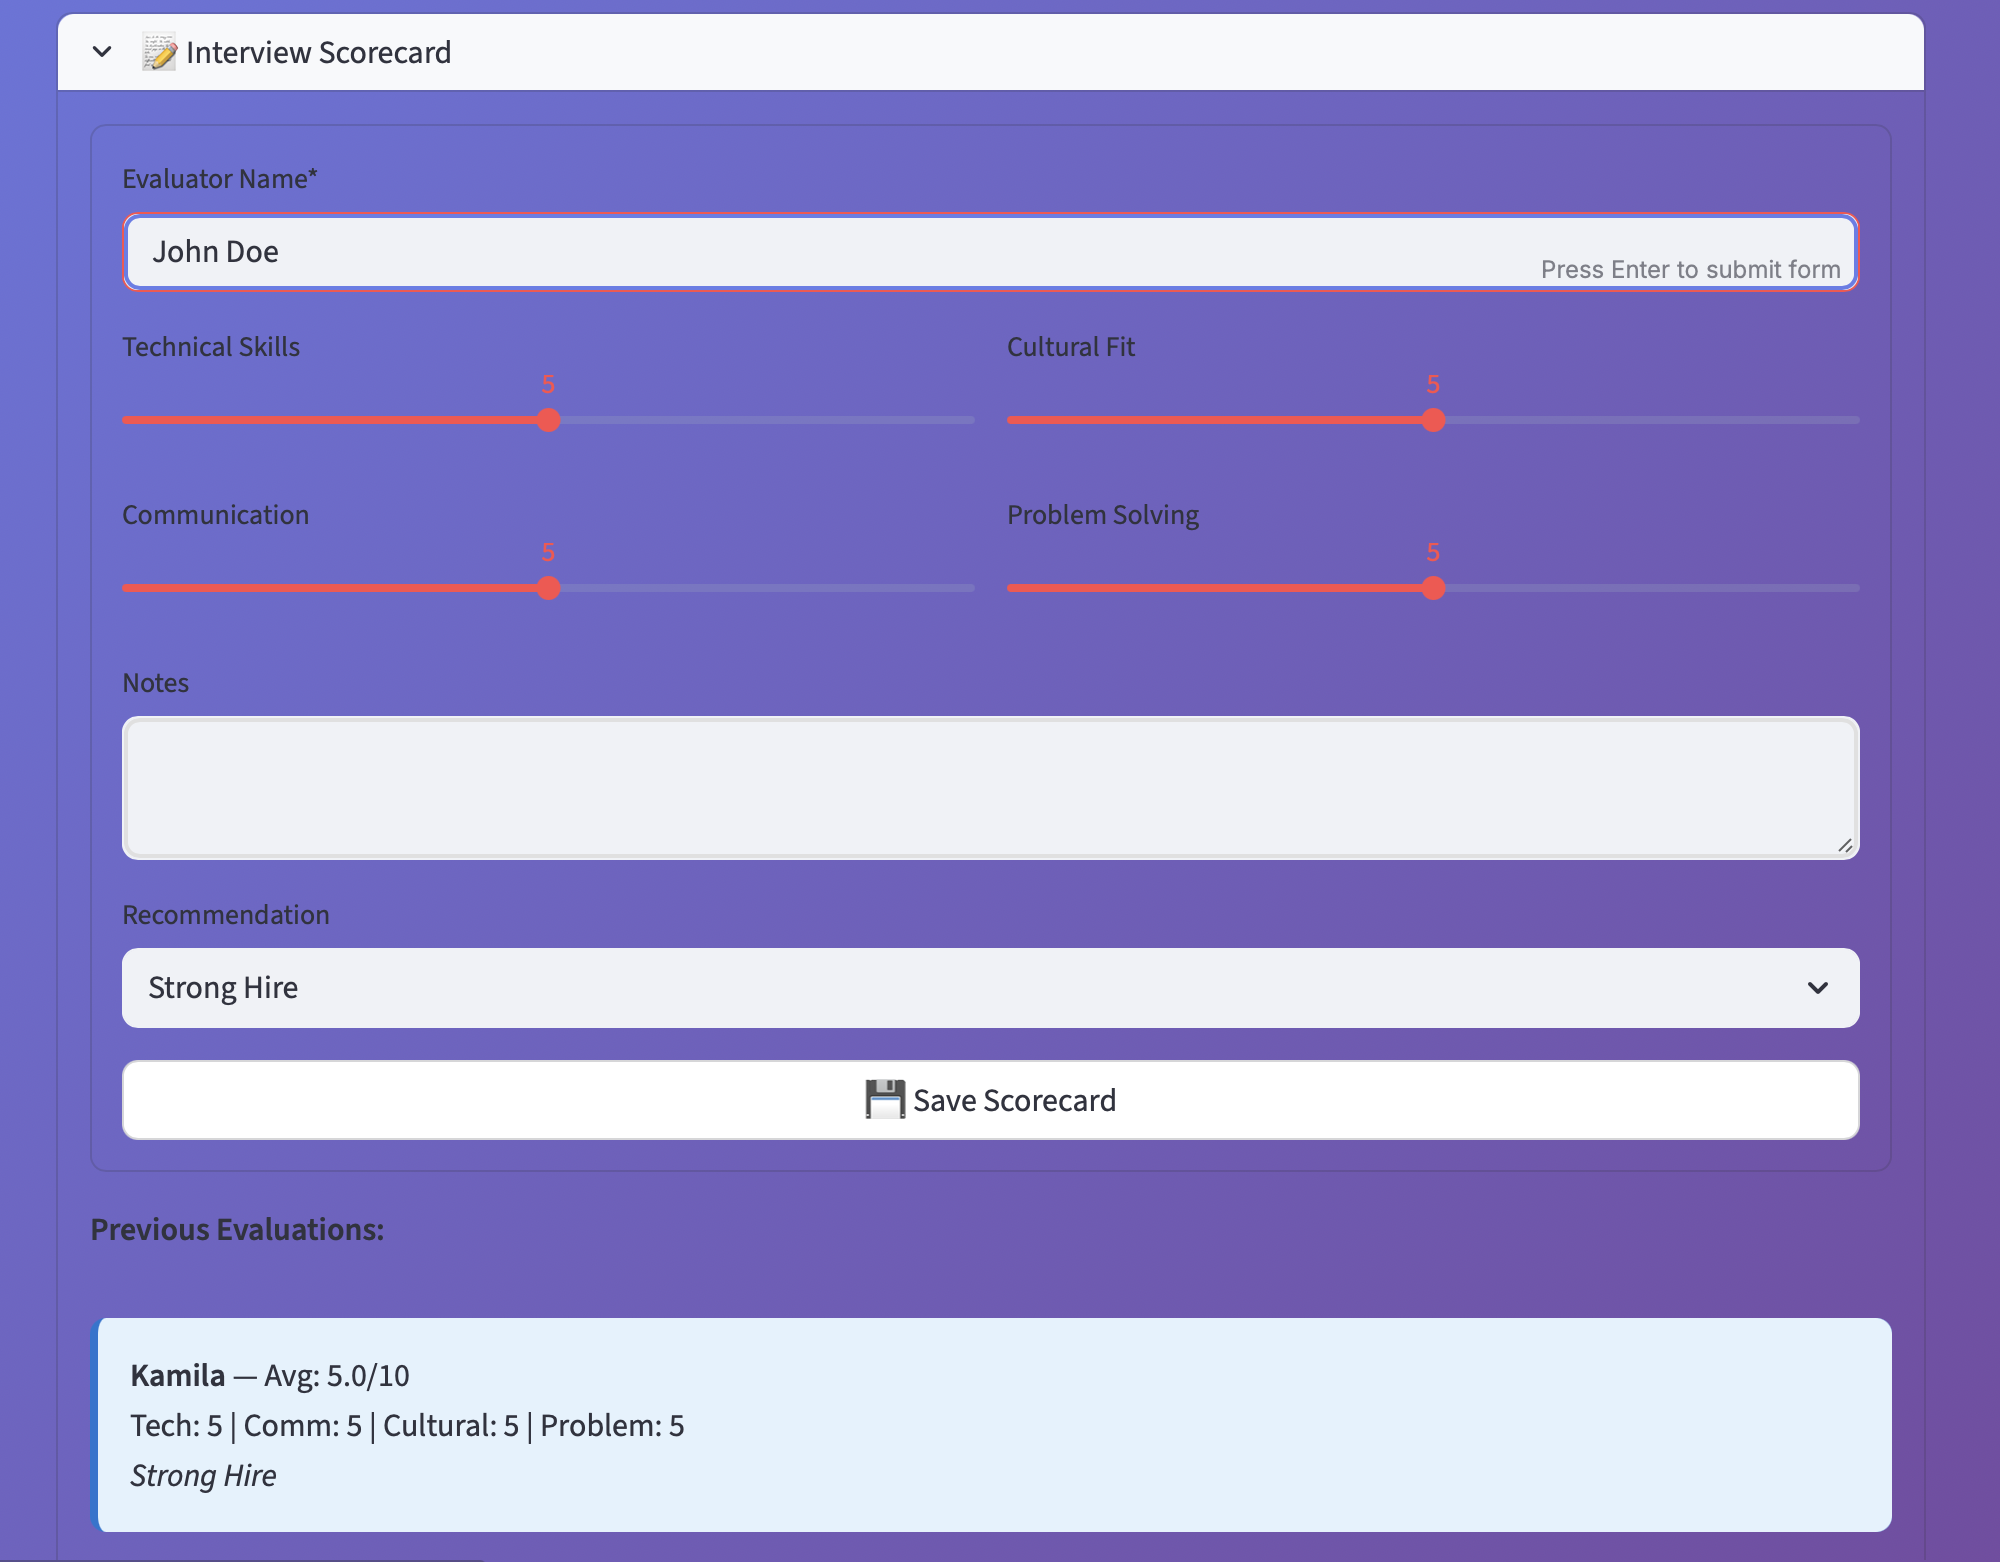 Interview Scorecard
Evaluator Name*
John Doe
Press Enter to submit form
Technical Skills
5
Cultural Fit
5
Communication
5
Problem Solving
5
Notes
Recommendation
Strong Hire
Save Scorecard
Previous Evaluations:
Kamila — Avg: 5.0/10
Tech: 5 | Comm: 5 | Cultural: 5 | Problem: 5
Strong Hire